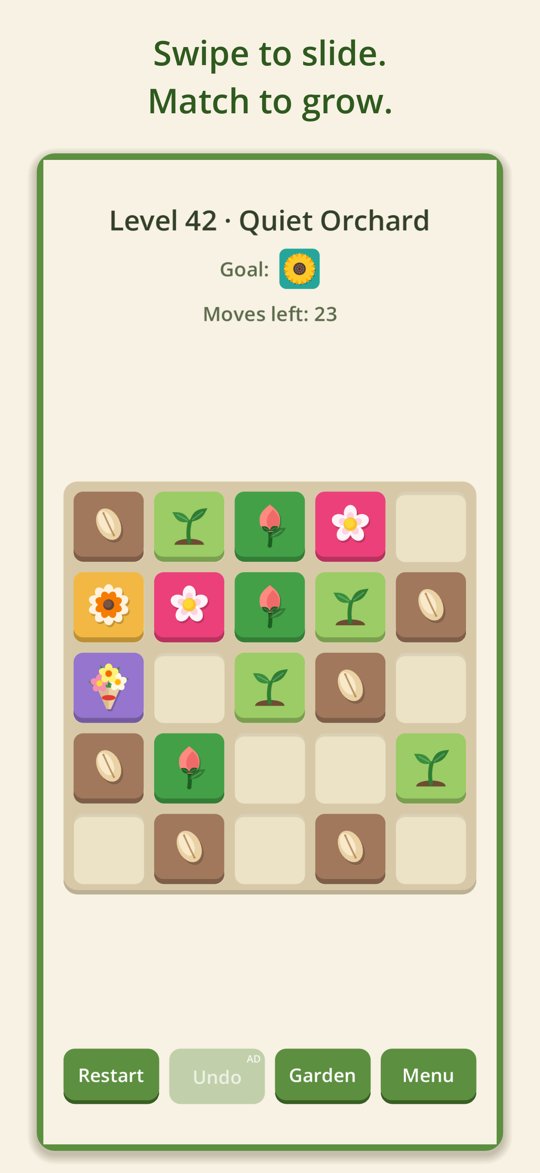 Swipe to slide.
Match to grow.
Level 42 · Quiet Orchard
Goal:
Moves left: 23
Restart
Undo
AD
Garden
Menu